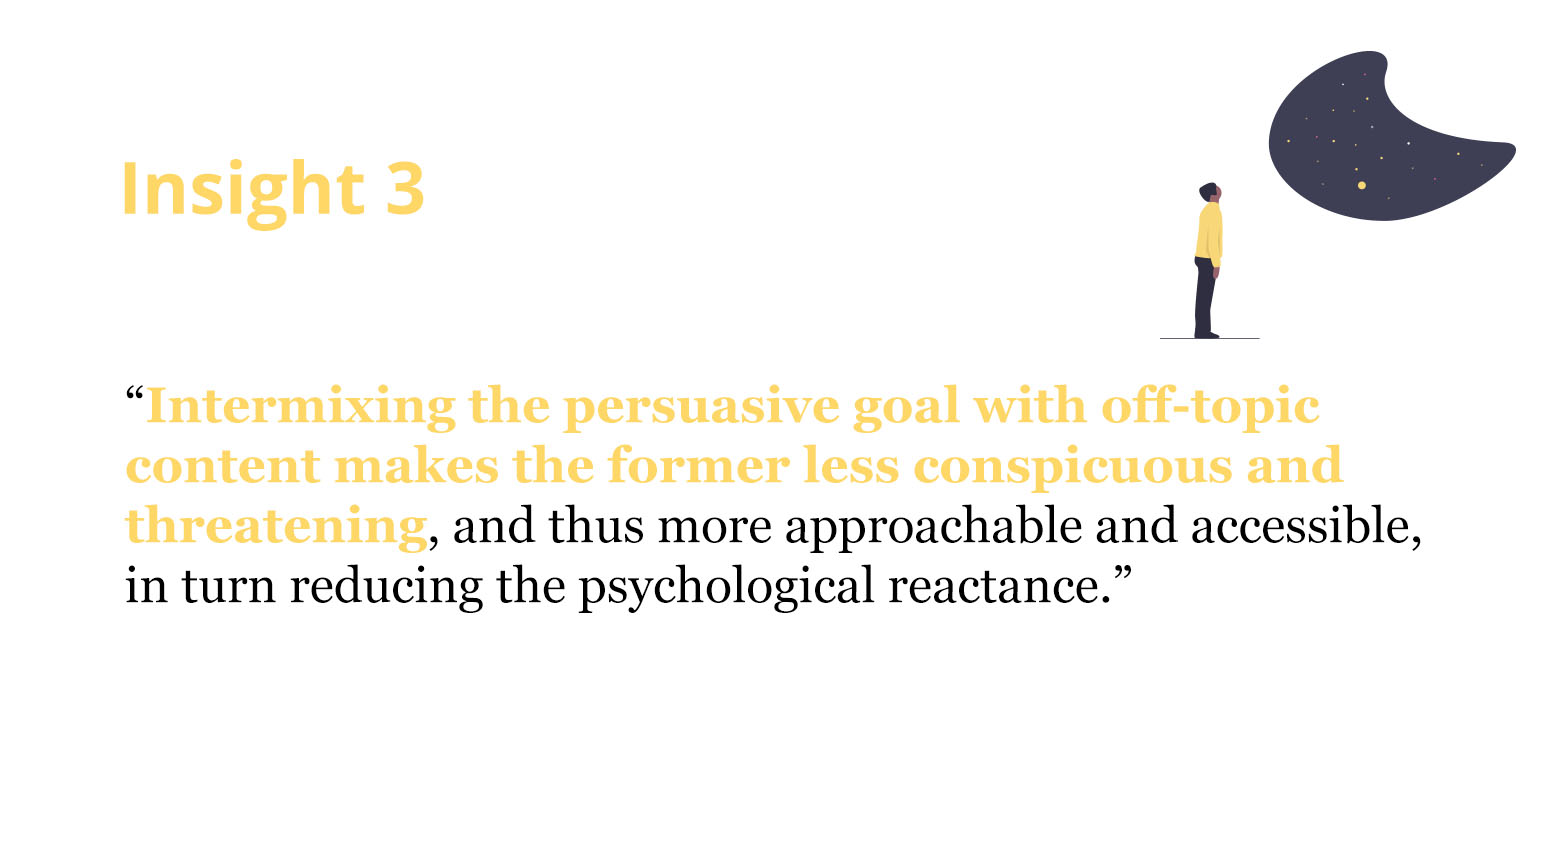 Insight 3
“Intermixing the persuasive goal with off-topic
content makes the former less conspicuous and
threatening, and thus more approachable and accessible,
in turn reducing the psychological reactance.”